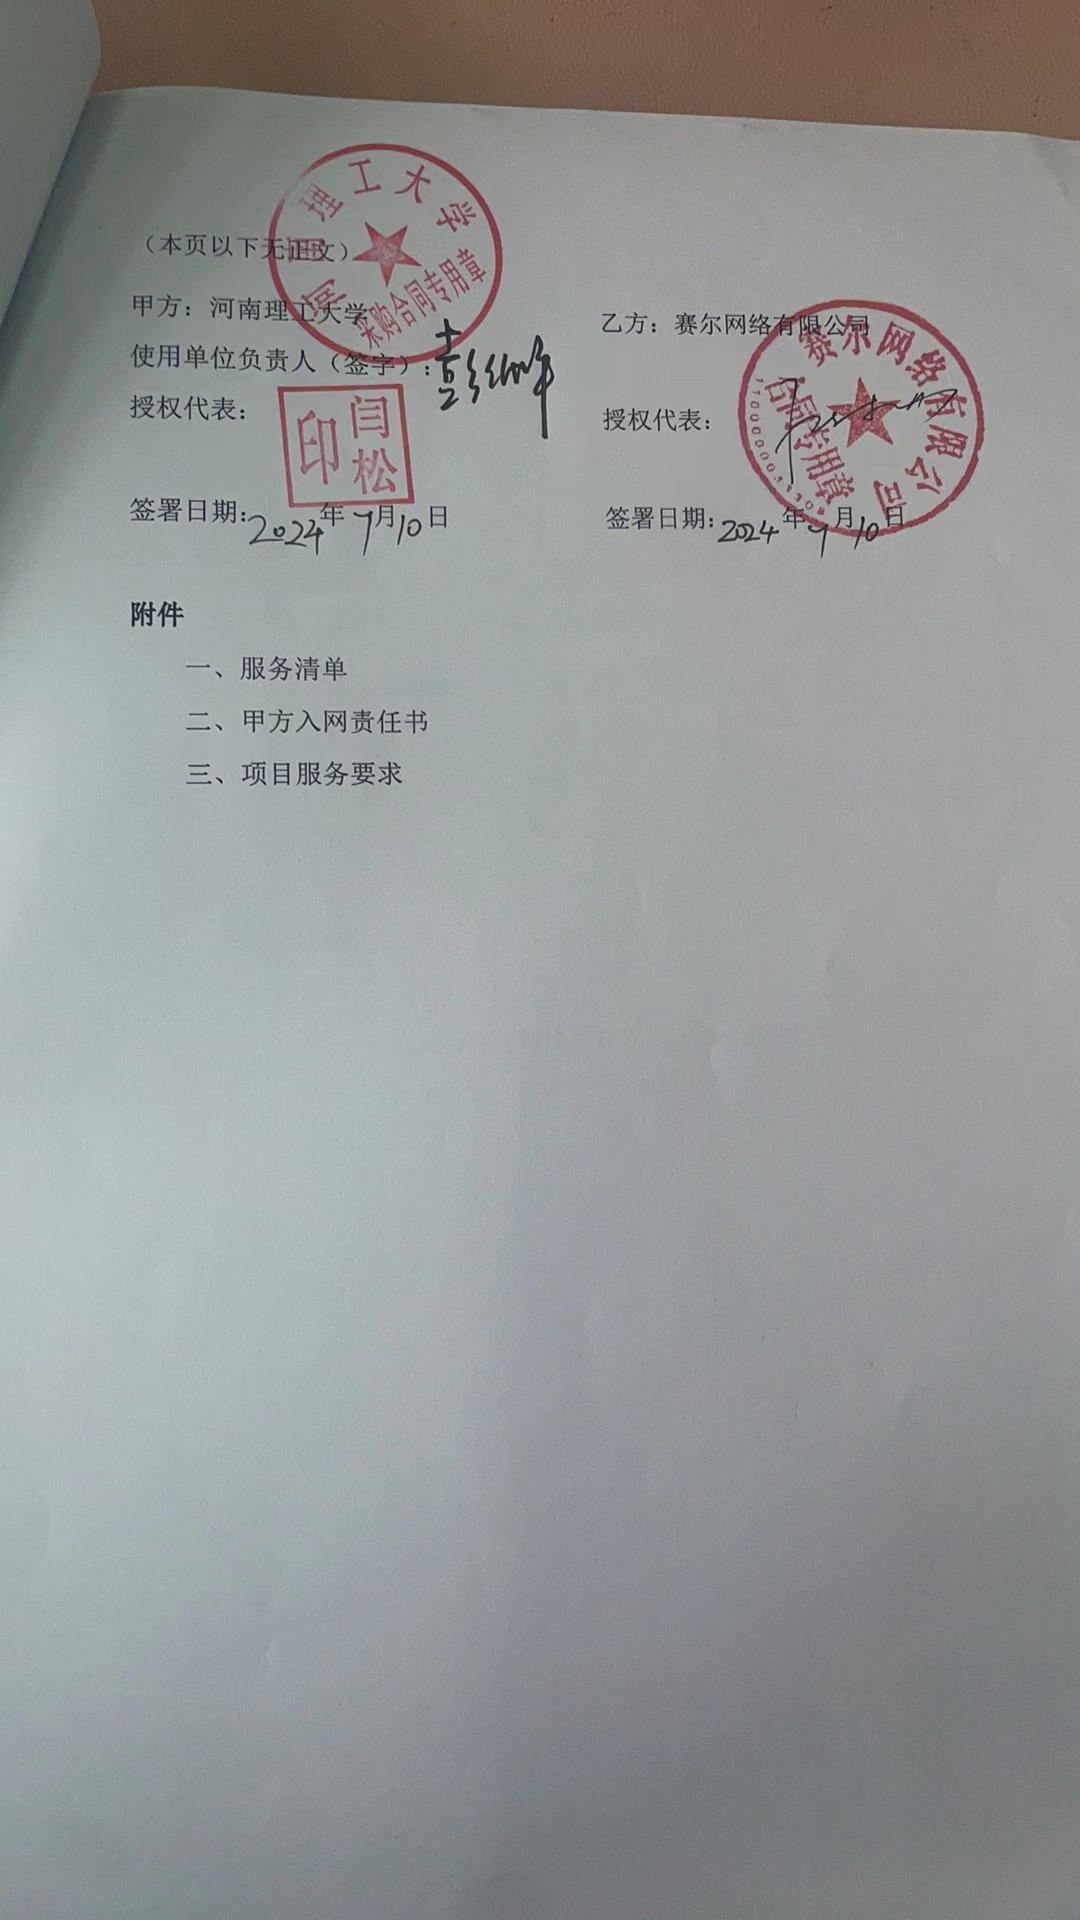 （本页以下无正文）
甲方：河南理工大学
使用单位负责人（签字）：
授权代表：
签署日期：2024年7月10日
河南理工大学
采购合同专用章
闫松
印
乙方：赛尔网络有限公司
授权代表：
签署日期：2024年7月10日
赛尔网络有限公司
合同专用章
附件
一、服务清单
二、甲方入网责任书
三、项目服务要求